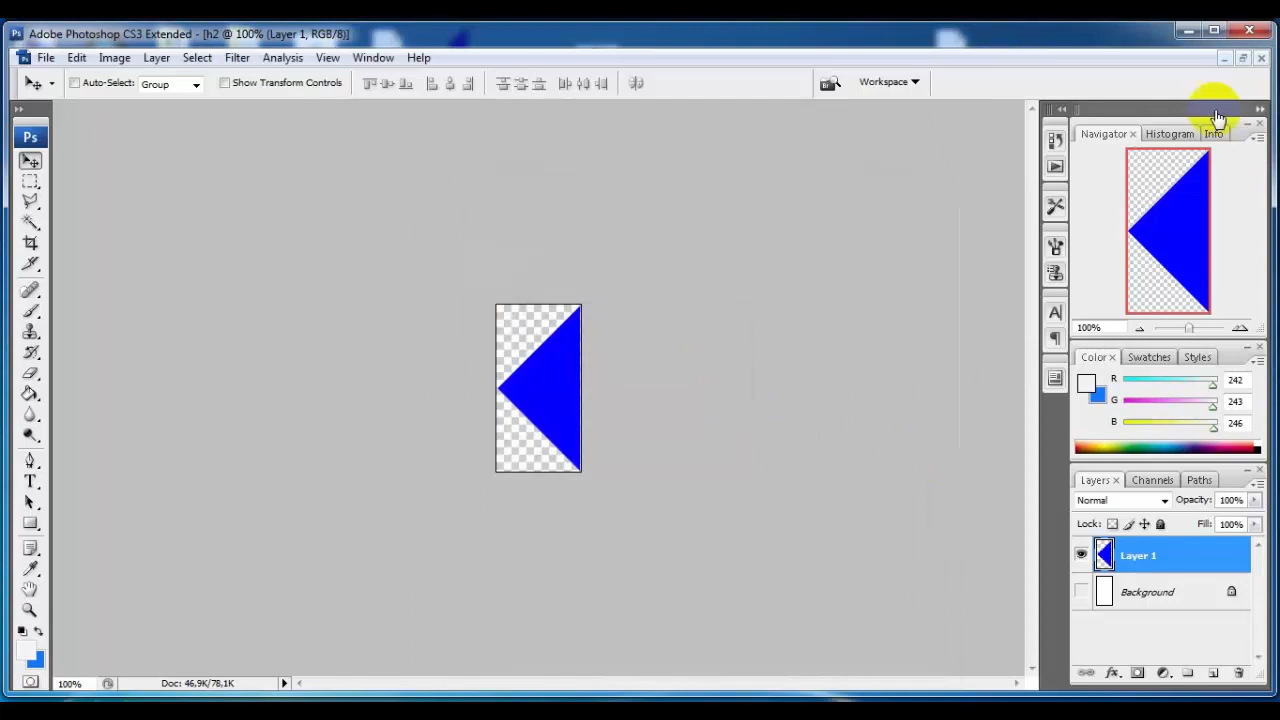 Ps Adobe Photoshop CS3 Extended - [h2 @ 100% (Layer 1, RGB/8)]
File Edit Image Layer Select Filter Analysis View Window Help
Auto-Select: Group Show Transform Controls Workspace
Ps
Navigator Histogram Info
100%
Color Swatches Styles
R 242
G 243
B 246
Layers Channels Paths
Normal Opacity: 100%
Lock: Fill: 100%
Layer 1
Background
100% Doc: 46,9K/78,1K